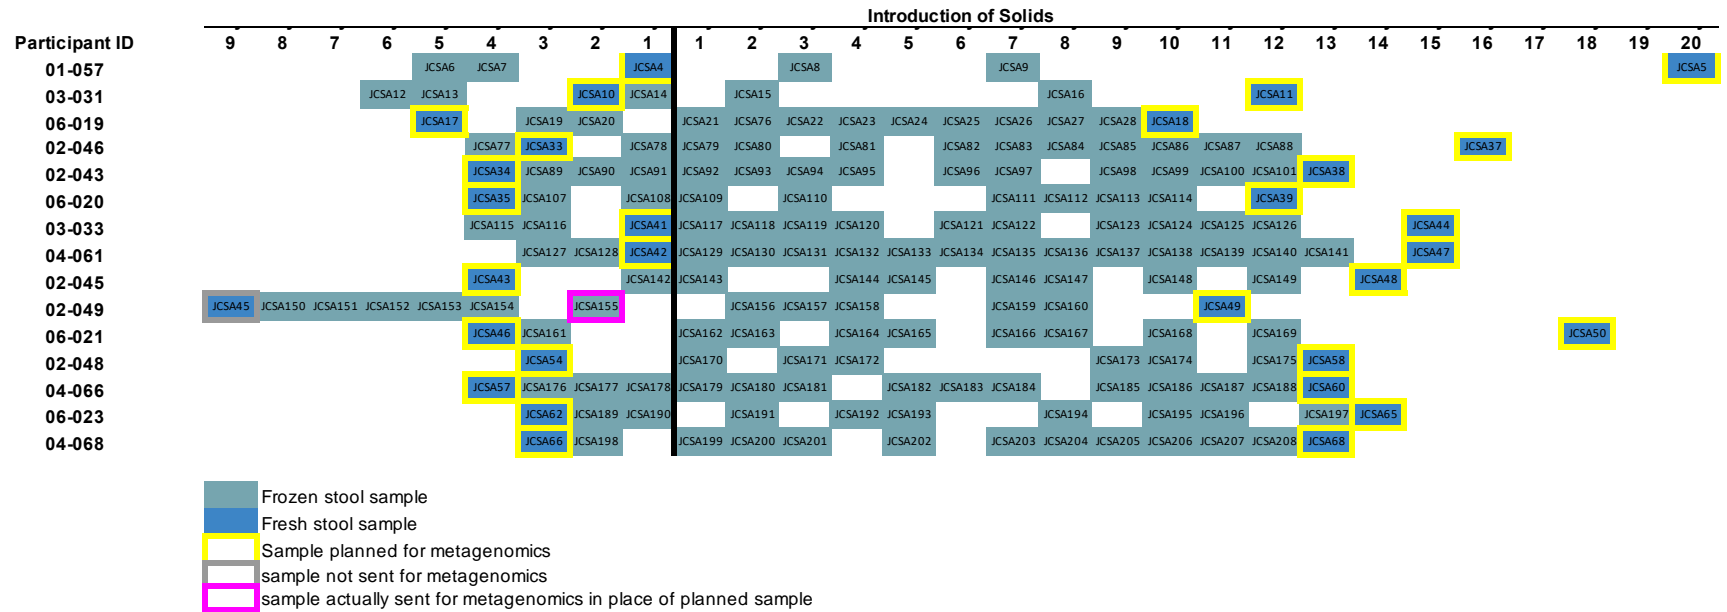 Introduction of Solids
Participant ID 9 8 7 6 5 4 3 2 1 1 2 3 4 5 6 7 8 9 10 11 12 13 14 15 16 17 18 19 20
01-057 JCSA6 JCSA7 JCSA4 JCSA8 JCSA9 JCSA5
03-031 JCSA12 JCSA13 JCSA10 JCSA14 JCSA15 JCSA16 JCSA11
06-019 JCSA17 JCSA19 JCSA20 JCSA21 JCSA76 JCSA22 JCSA23 JCSA24 JCSA25 JCSA26 JCSA27 JCSA28 JCSA18
02-046 JCSA77 JCSA33 JCSA78 JCSA79 JCSA80 JCSA81 JCSA82 JCSA83 JCSA84 JCSA85 JCSA86 JCSA87 JCSA88 JCSA37
02-043 JCSA34 JCSA89 JCSA90 JCSA91 JCSA92 JCSA93 JCSA94 JCSA95 JCSA96 JCSA97 JCSA98 JCSA99 JCSA100 JCSA101 JCSA38
06-020 JCSA35 JCSA107 JCSA108 JCSA109 JCSA110 JCSA111 JCSA112 JCSA113 JCSA114 JCSA39
03-033 JCSA115 JCSA116 JCSA41 JCSA117 JCSA118 JCSA119 JCSA120 JCSA121 JCSA122 JCSA123 JCSA124 JCSA125 JCSA126 JCSA44
04-061 JCSA127 JCSA128 JCSA42 JCSA129 JCSA130 JCSA131 JCSA132 JCSA133 JCSA134 JCSA135 JCSA136 JCSA137 JCSA138 JCSA139 JCSA140 JCSA141 JCSA47
02-045 JCSA43 JCSA142 JCSA143 JCSA144 JCSA145 JCSA146 JCSA147 JCSA148 JCSA149 JCSA48
02-049 JCSA45 JCSA150 JCSA151 JCSA152 JCSA153 JCSA154 JCSA155 JCSA156 JCSA157 JCSA158 JCSA159 JCSA160 JCSA49
06-021 JCSA46 JCSA161 JCSA162 JCSA163 JCSA164 JCSA165 JCSA166 JCSA167 JCSA168 JCSA169 JCSA50
02-048 JCSA54 JCSA170 JCSA171 JCSA172 JCSA173 JCSA174 JCSA175 JCSA58
04-066 JCSA57 JCSA176 JCSA177 JCSA178 JCSA179 JCSA180 JCSA181 JCSA182 JCSA183 JCSA184 JCSA185 JCSA186 JCSA187 JCSA188 JCSA60
06-023 JCSA62 JCSA189 JCSA190 JCSA191 JCSA192 JCSA193 JCSA194 JCSA195 JCSA196 JCSA197 JCSA65
04-068 JCSA66 JCSA198 JCSA199 JCSA200 JCSA201 JCSA202 JCSA203 JCSA204 JCSA205 JCSA206 JCSA207 JCSA208 JCSA68
Frozen stool sample
Fresh stool sample
Sample planned for metagenomics
sample not sent for metagenomics
sample actually sent for metagenomics in place of planned sample